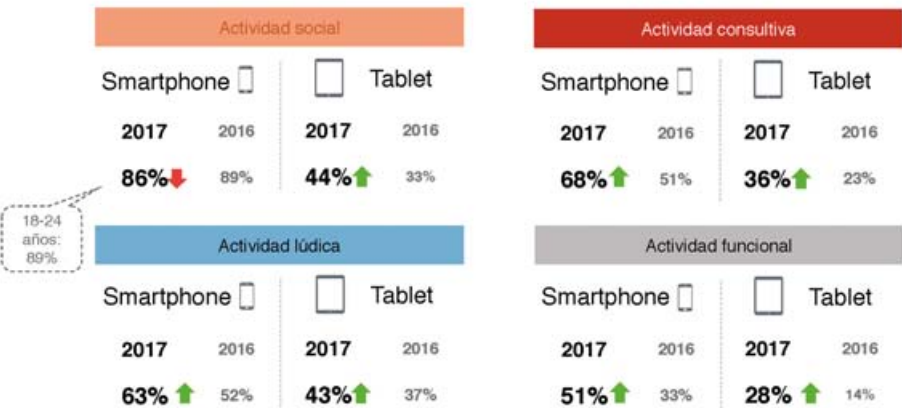 Actividad social
Smartphone Tablet
2017 2016 2017 2016
86% 89% 44% 33%
18-24
años:
89%
Actividad consultiva
Smartphone Tablet
2017 2016 2017 2016
68% 51% 36% 23%
Actividad lúdica
Smartphone Tablet
2017 2016 2017 2016
63% 52% 43% 37%
Actividad funcional
Smartphone Tablet
2017 2016 2017 2016
51% 33% 28% 14%